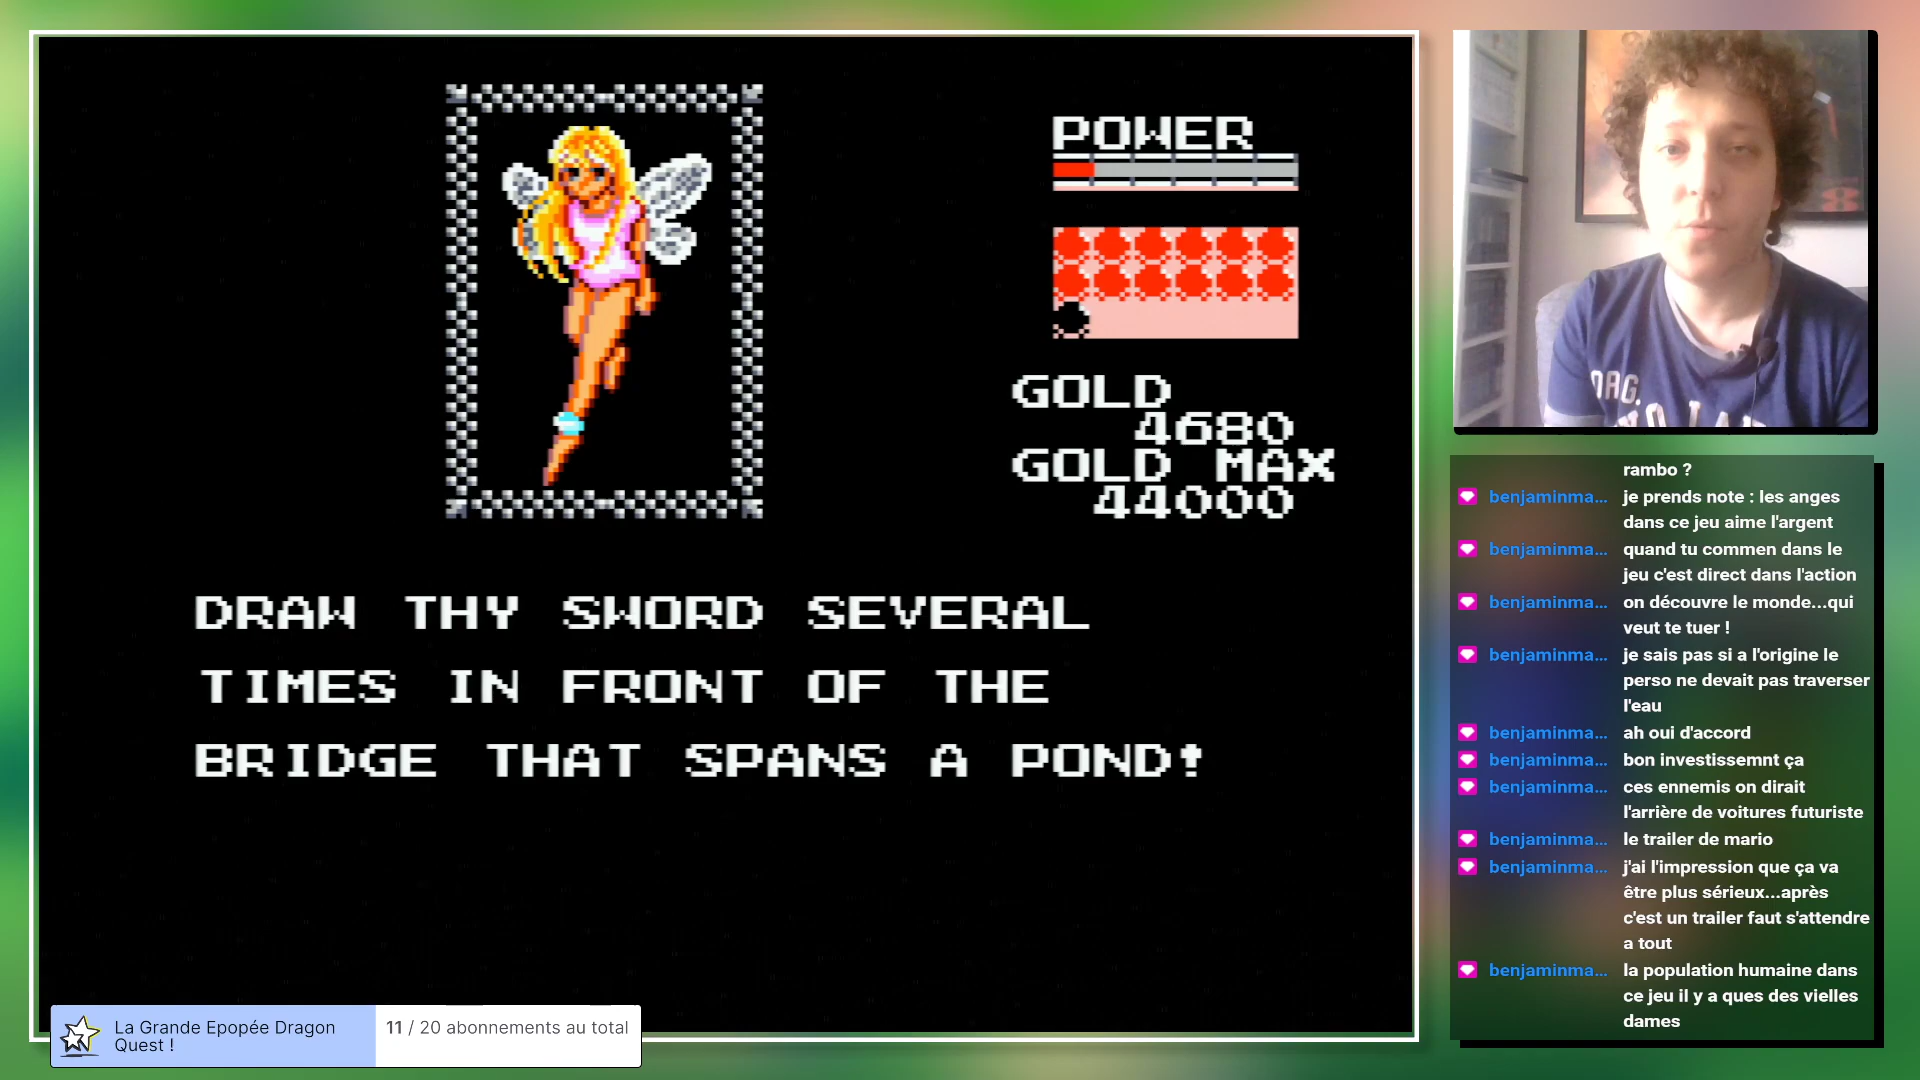 POWER
GOLD
4680
GOLD MAX
44000
DRAW THY SWORD SEVERAL
TIMES IN FRONT OF THE
BRIDGE THAT SPANS A POND!
La Grande Epopée Dragon
Quest !
11 / 20 abonnements au total
rambo ?
benjaminma... je prends note : les anges
dans ce jeu aime l'argent
benjaminma... quand tu commen dans le
jeu c'est direct dans l'action
benjaminma... on découvre le monde...qui
veut te tuer !
benjaminma... je sais pas si a l'origine le
perso ne devait pas traverser
l'eau
benjaminma... ah oui d'accord
benjaminma... bon investissemnt ça
benjaminma... ces ennemis on dirait
l'arrière de voitures futuriste
benjaminma... le trailer de mario
benjaminma... j'ai l'impression que ça va
être plus sérieux...après
c'est un trailer faut s'attendre
a tout
benjaminma... la population humaine dans
ce jeu il y a ques des vielles
dames